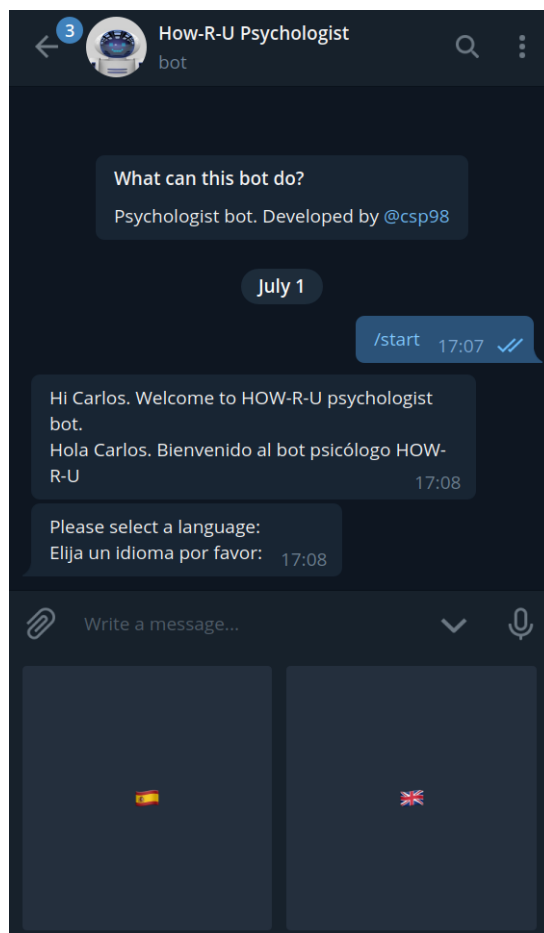 3
How-R-U Psychologist
bot
What can this bot do?
Psychologist bot. Developed by @csp98
July 1
/start 17:07
Hi Carlos. Welcome to HOW-R-U psychologist
bot.
Hola Carlos. Bienvenido al bot psicólogo HOW-
R-U 17:08
Please select a language:
Elija un idioma por favor: 17:08
Write a message...